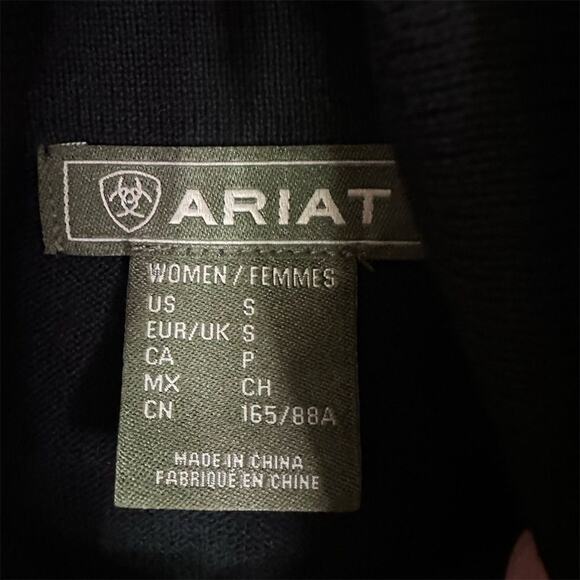 ARIAT
WOMEN/FEMMES
US S
EUR/UK S
CA P
MX CH
CN 165/88A
MADE IN CHINA
FABRIQUÉ EN CHINE